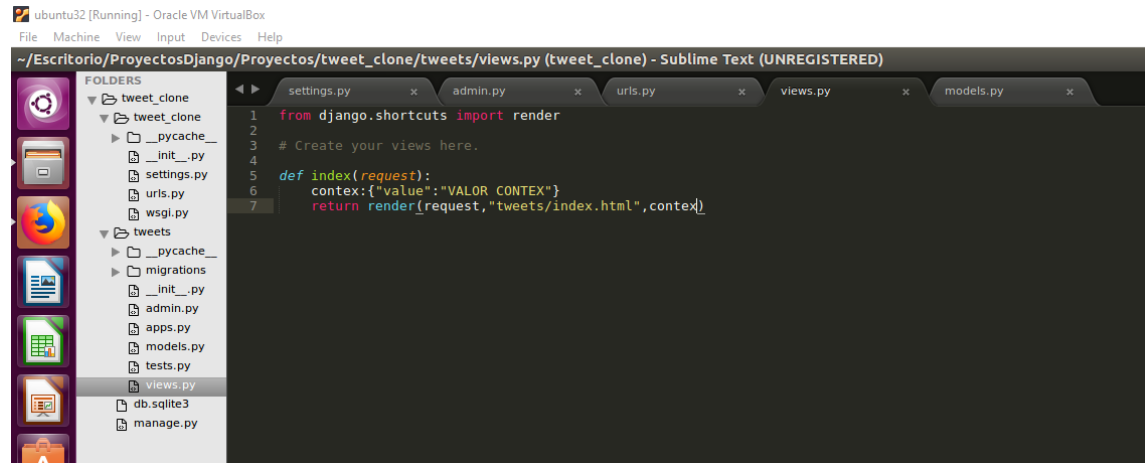 ubuntu32 [Running] - Oracle VM VirtualBox
File Machine View Input Devices Help
~/Escritorio/ProyectosDjango/Proyectos/tweet_clone/tweets/views.py (tweet_clone) - Sublime Text (UNREGISTERED)
FOLDERS
tweet_clone
tweet_clone
__pycache__
__init__.py
settings.py
urls.py
wsgi.py
tweets
__pycache__
migrations
__init__.py
admin.py
apps.py
models.py
tests.py
views.py
db.sqlite3
manage.py
settings.py x admin.py x urls.py x views.py x models.py x
1 from django.shortcuts import render
2
3 # Create your views here.
4
5 def index(request):
6 contex:{"value":"VALOR CONTEX"}
7 return render(request,"tweets/index.html",contex)